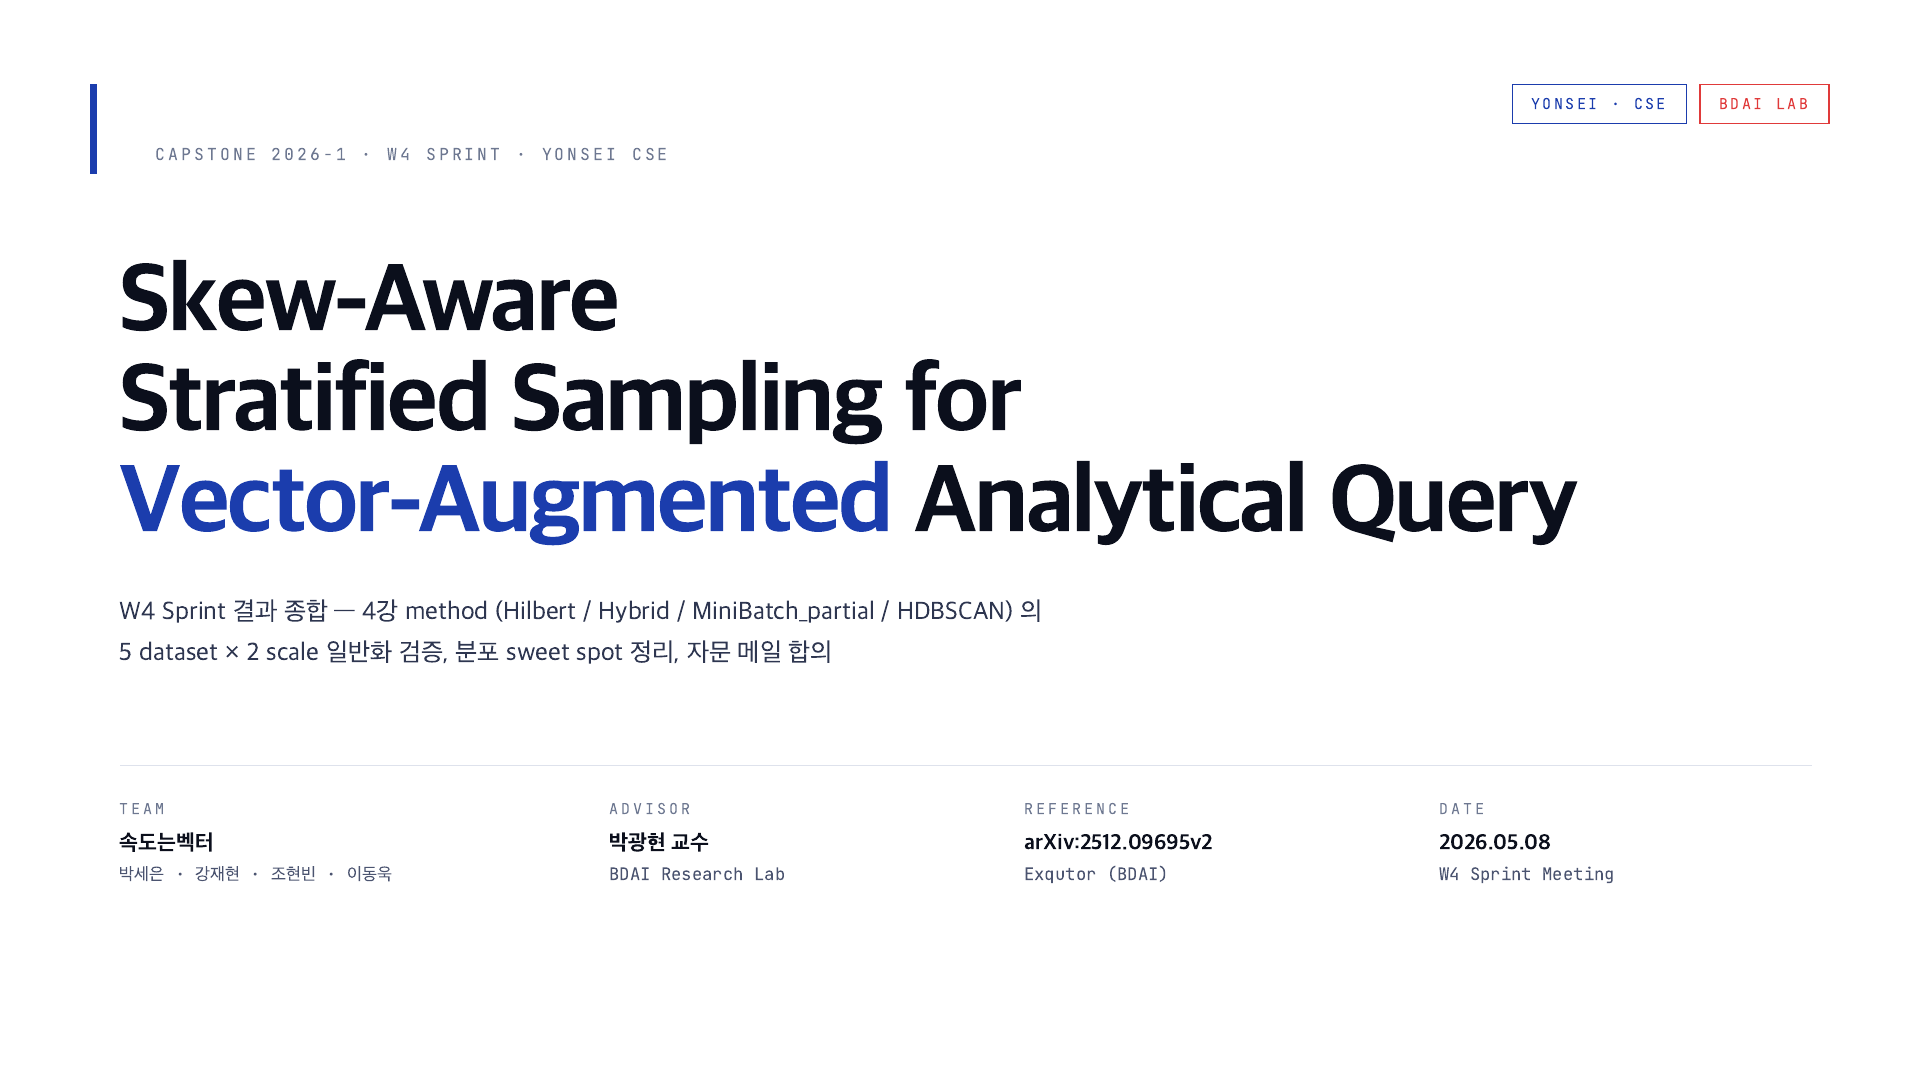 YONSEI · CSE
BDAI LAB
CAPSTONE 2026-1 · W4 SPRINT · YONSEI CSE
Skew-Aware
Stratified Sampling for
Vector-Augmented Analytical Query
W4 Sprint 결과 종합 — 4강 method (Hilbert / Hybrid / MiniBatch_partial / HDBSCAN) 의
5 dataset × 2 scale 일반화 검증, 분포 sweet spot 정리, 자문 메일 합의
TEAM
속도는벡터
박세은 · 강재현 · 조현빈 · 이동욱
ADVISOR
박광현 교수
BDAI Research Lab
REFERENCE
arXiv:2512.09695v2
Exqutor (BDAI)
DATE
2026.05.08
W4 Sprint Meeting